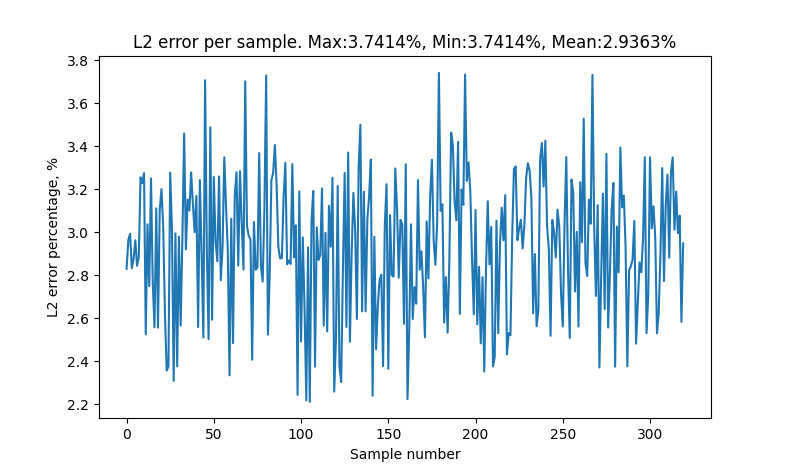 L2 error per sample. Max:3.7414%, Min:3.7414%, Mean:2.9363%
3.8
3.6
3.4
3.2
3.0
2.8
2.6
2.4
2.2
L2 error percentage, %
0 50 100 150 200 250 300
Sample number